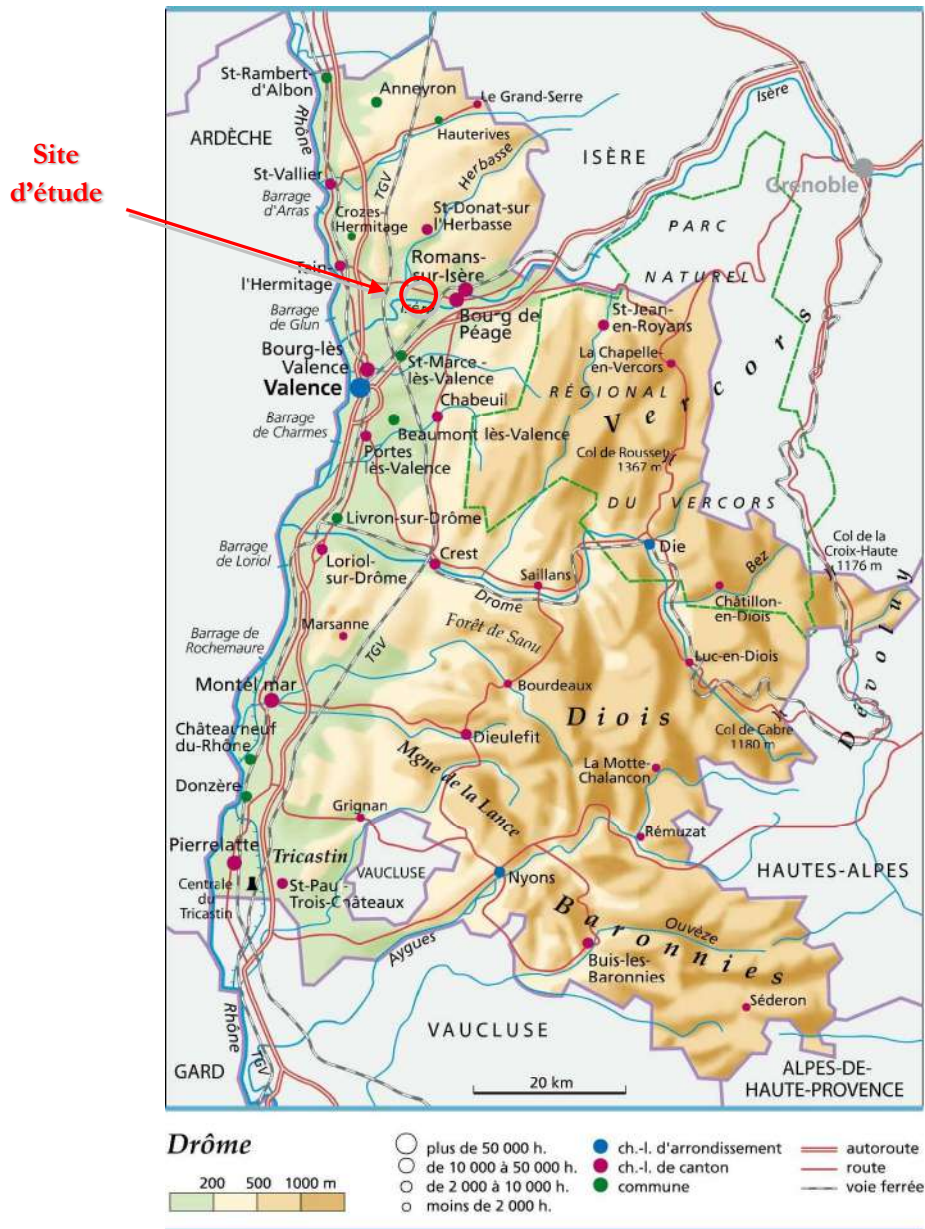 Site
d'étude
St-Rambert-
d'Albon
Anneyron
Le Grand-Serre
Isère
ARDÈCHE
Rhône
Hauterives
ISÈRE
St-Vallier
TGV
Herbasse
Grenoble
Barrage
d'Arras
Crozes-
Hermitage
St-Donat-sur
l'Herbasse
PARC
Tain-
l'Hermitage
Romans-
sur-Isère
NATUREL
Isère
Barrage
de Glun
Bourg de
Péage
St-Jean-
en-Royans
Bourg-lès
Valence
St-Marce -
lès-Valence
La Chapelle-
en-Vercors
Valence
Chabeuil
RÉGIONAL
Vercors
Barrage
de Charmes
Beaumont lès-Valence
Portes
lès-Valence
Col de Rousset
1367 m
DU VERCORS
Livron-sur-Drôme
Barrage
de Loriol
Loriol-
sur-Drôme
Crest
Die
Bez
Col de la
Croix-Haute
1176 m
Saillans
Drome
Châtillon-
en-Diois
Marsanne
Forêt de Saou
Barrage de
Rochemaure
TGV
Luc-en-Diois
Dévoluy
Montél mar
Bourdeaux
Diois
Col de Cabre
1180 m
Châteauneuf
du-Rhône
Dieulefit
La Motte-
Chalancon
Donzère
Mgne de la Lance
Grignan
Rémuzat
Pierrelatte
Tricastin
VAUCLUSE
HAUTES-ALPES
Centrale
du
Tricastin
St-Pau -
Trois-Châteaux
Nyons
Baronnies
Ouvèze
Aygues
Buis-les-
Baronnies
Séderon
Rhône
VAUCLUSE
GARD
TGV
20 km
ALPES-DE-
HAUTE-PROVENCE
Drôme
200 500 1000 m
plus de 50 000 h.
de 10 000 à 50 000 h.
de 2 000 à 10 000 h.
moins de 2 000 h.
ch.-l. d'arrondissement
ch.-l. de canton
commune
autoroute
route
voie ferrée